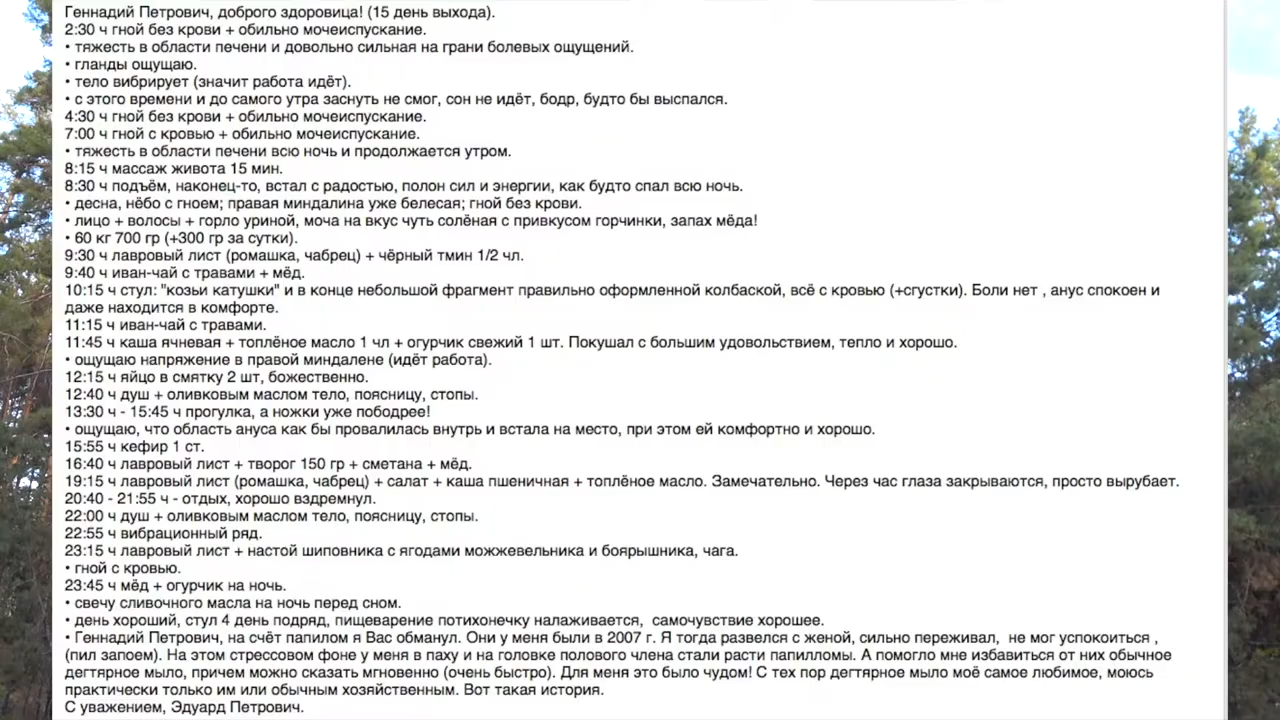 Геннадий Петрович, доброго здоровица! (15 день выхода).
2:30 ч гной без крови + обильно мочеиспускание.
• тяжесть в области печени и довольно сильная на грани болевых ощущений.
• гланды ощущаю.
• тело вибрирует (значит работа идёт).
• с этого времени и до самого утра заснуть не смог, сон не идёт, бодр, будто бы выспался.
4:30 ч гной без крови + обильно мочеиспускание.
7:00 ч гной с кровью + обильно мочеиспускание.
• тяжесть в области печени всю ночь и продолжается утром.
8:15 ч массаж живота 15 мин.
8:30 ч подъём, наконец-то, встал с радостью, полон сил и энергии, как будто спал всю ночь.
• десна, нёбо с гноем; правая миндалина уже белесая; гной без крови.
• лицо + волосы + горло уриной, моча на вкус чуть солёная с привкусом горчинки, запах мёда!
• 60 кг 700 гр (+300 гр за сутки).
9:30 ч лавровый лист (ромашка, чабрец) + чёрный тмин 1/2 чл.
9:40 ч иван-чай с травами + мёд.
10:15 ч стул: "козьи катушки" и в конце небольшой фрагмент правильно оформленной колбаской, всё с кровью (+сгустки). Боли нет , анус спокоен и
даже находится в комфорте.
11:15 ч иван-чай с травами.
11:45 ч каша ячневая + топлёное масло 1 чл + огурчик свежий 1 шт. Покушал с большим удовольствием, тепло и хорошо.
• ощущаю напряжение в правой миндалене (идёт работа).
12:15 ч яйцо в смятку 2 шт, божественно.
12:40 ч душ + оливковым маслом тело, поясницу, стопы.
13:30 ч - 15:45 ч прогулка, а ножки уже пободрее!
• ощущаю, что область ануса как бы провалилась внутрь и встала на место, при этом ей комфортно и хорошо.
15:55 ч кефир 1 ст.
16:40 ч лавровый лист + творог 150 гр + сметана + мёд.
19:15 ч лавровый лист (ромашка, чабрец) + салат + каша пшеничная + топлёное масло. Замечательно. Через час глаза закрываются, просто вырубает.
20:40 - 21:55 ч - отдых, хорошо вздремнул.
22:00 ч душ + оливковым маслом тело, поясницу, стопы.
22:55 ч вибрационный ряд.
23:15 ч лавровый лист + настой шиповника с ягодами можжевельника и боярышника, чага.
• гной с кровью.
23:45 ч мёд + огурчик на ночь.
• свечу сливочного масла на ночь перед сном.
• день хороший, стул 4 день подряд, пищеварение потихонечку налаживается, самочувствие хорошее.
• Геннадий Петрович, на счёт папилом я Вас обманул. Они у меня были в 2007 г. Я тогда развелся с женой, сильно переживал, не мог успокоиться ,
(пил запоем). На этом стрессовом фоне у меня в паху и на головке полового члена стали расти папилломы. А помогло мне избавиться от них обычное
дегтярное мыло, причем можно сказать мгновенно (очень быстро). Для меня это было чудом! С тех пор дегтярное мыло моё самое любимое, моюсь
практически только им или обычным хозяйственным. Вот такая история.
С уважением, Эдуард Петрович.